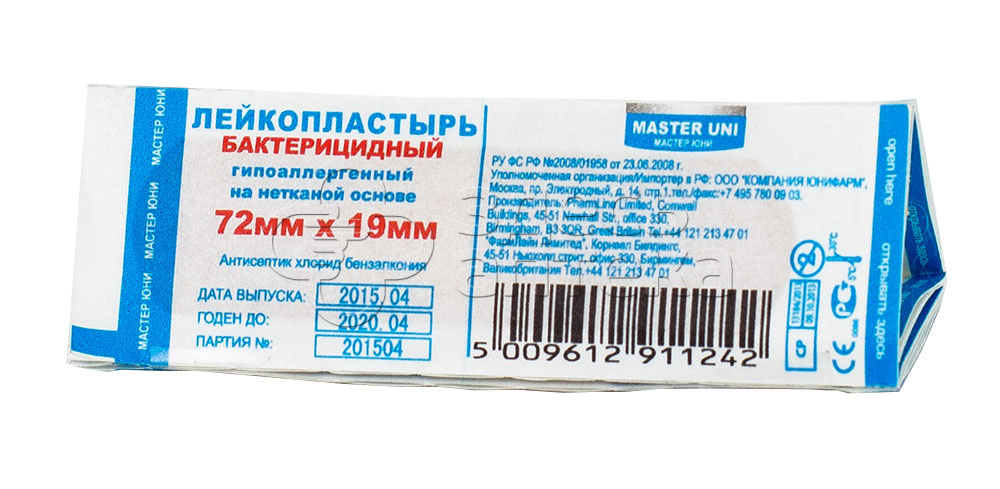 МАСТЕР ЮНИ МАСТЕР ЮНИ МАСТЕР ЮНИ
ЛЕЙКОПЛАСТЫРЬ
БАКТЕРИЦИДНЫЙ
гипоаллергенный
на нетканой основе
72мм x 19мм
Антисептик хлорид бензалкония
ДАТА ВЫПУСКА: 2015.04
ГОДЕН ДО: 2020.04
ПАРТИЯ №: 201504
MASTER UNI
МАСТЕР ЮНИ
РУ ФС РФ №2008/01958 от 23.06.2008 г.
Уполномоченная организация/Импортер в РФ: ООО "КОМПАНИЯ ЮНИФАРМ",
Москва, пр. Электродный, д. 14, стр.1.тел./факс:+7 495 780 09 03.
Производитель: PharmLine Limited, Cornwall
Buildings, 45-51 Newhall Str., office 330,
Birmingham, B3 3QR, Great Britain Tel.+44 121 213 47 01
"ФармЛайн Лимитед", Корнвел Билдингс,
45-51 Ньюхолл стрит, офис 330, Бирмингем,
Великобритания Тел.+44 121 213 47 01
5 009612 911242
CP
open here
открывать здесь